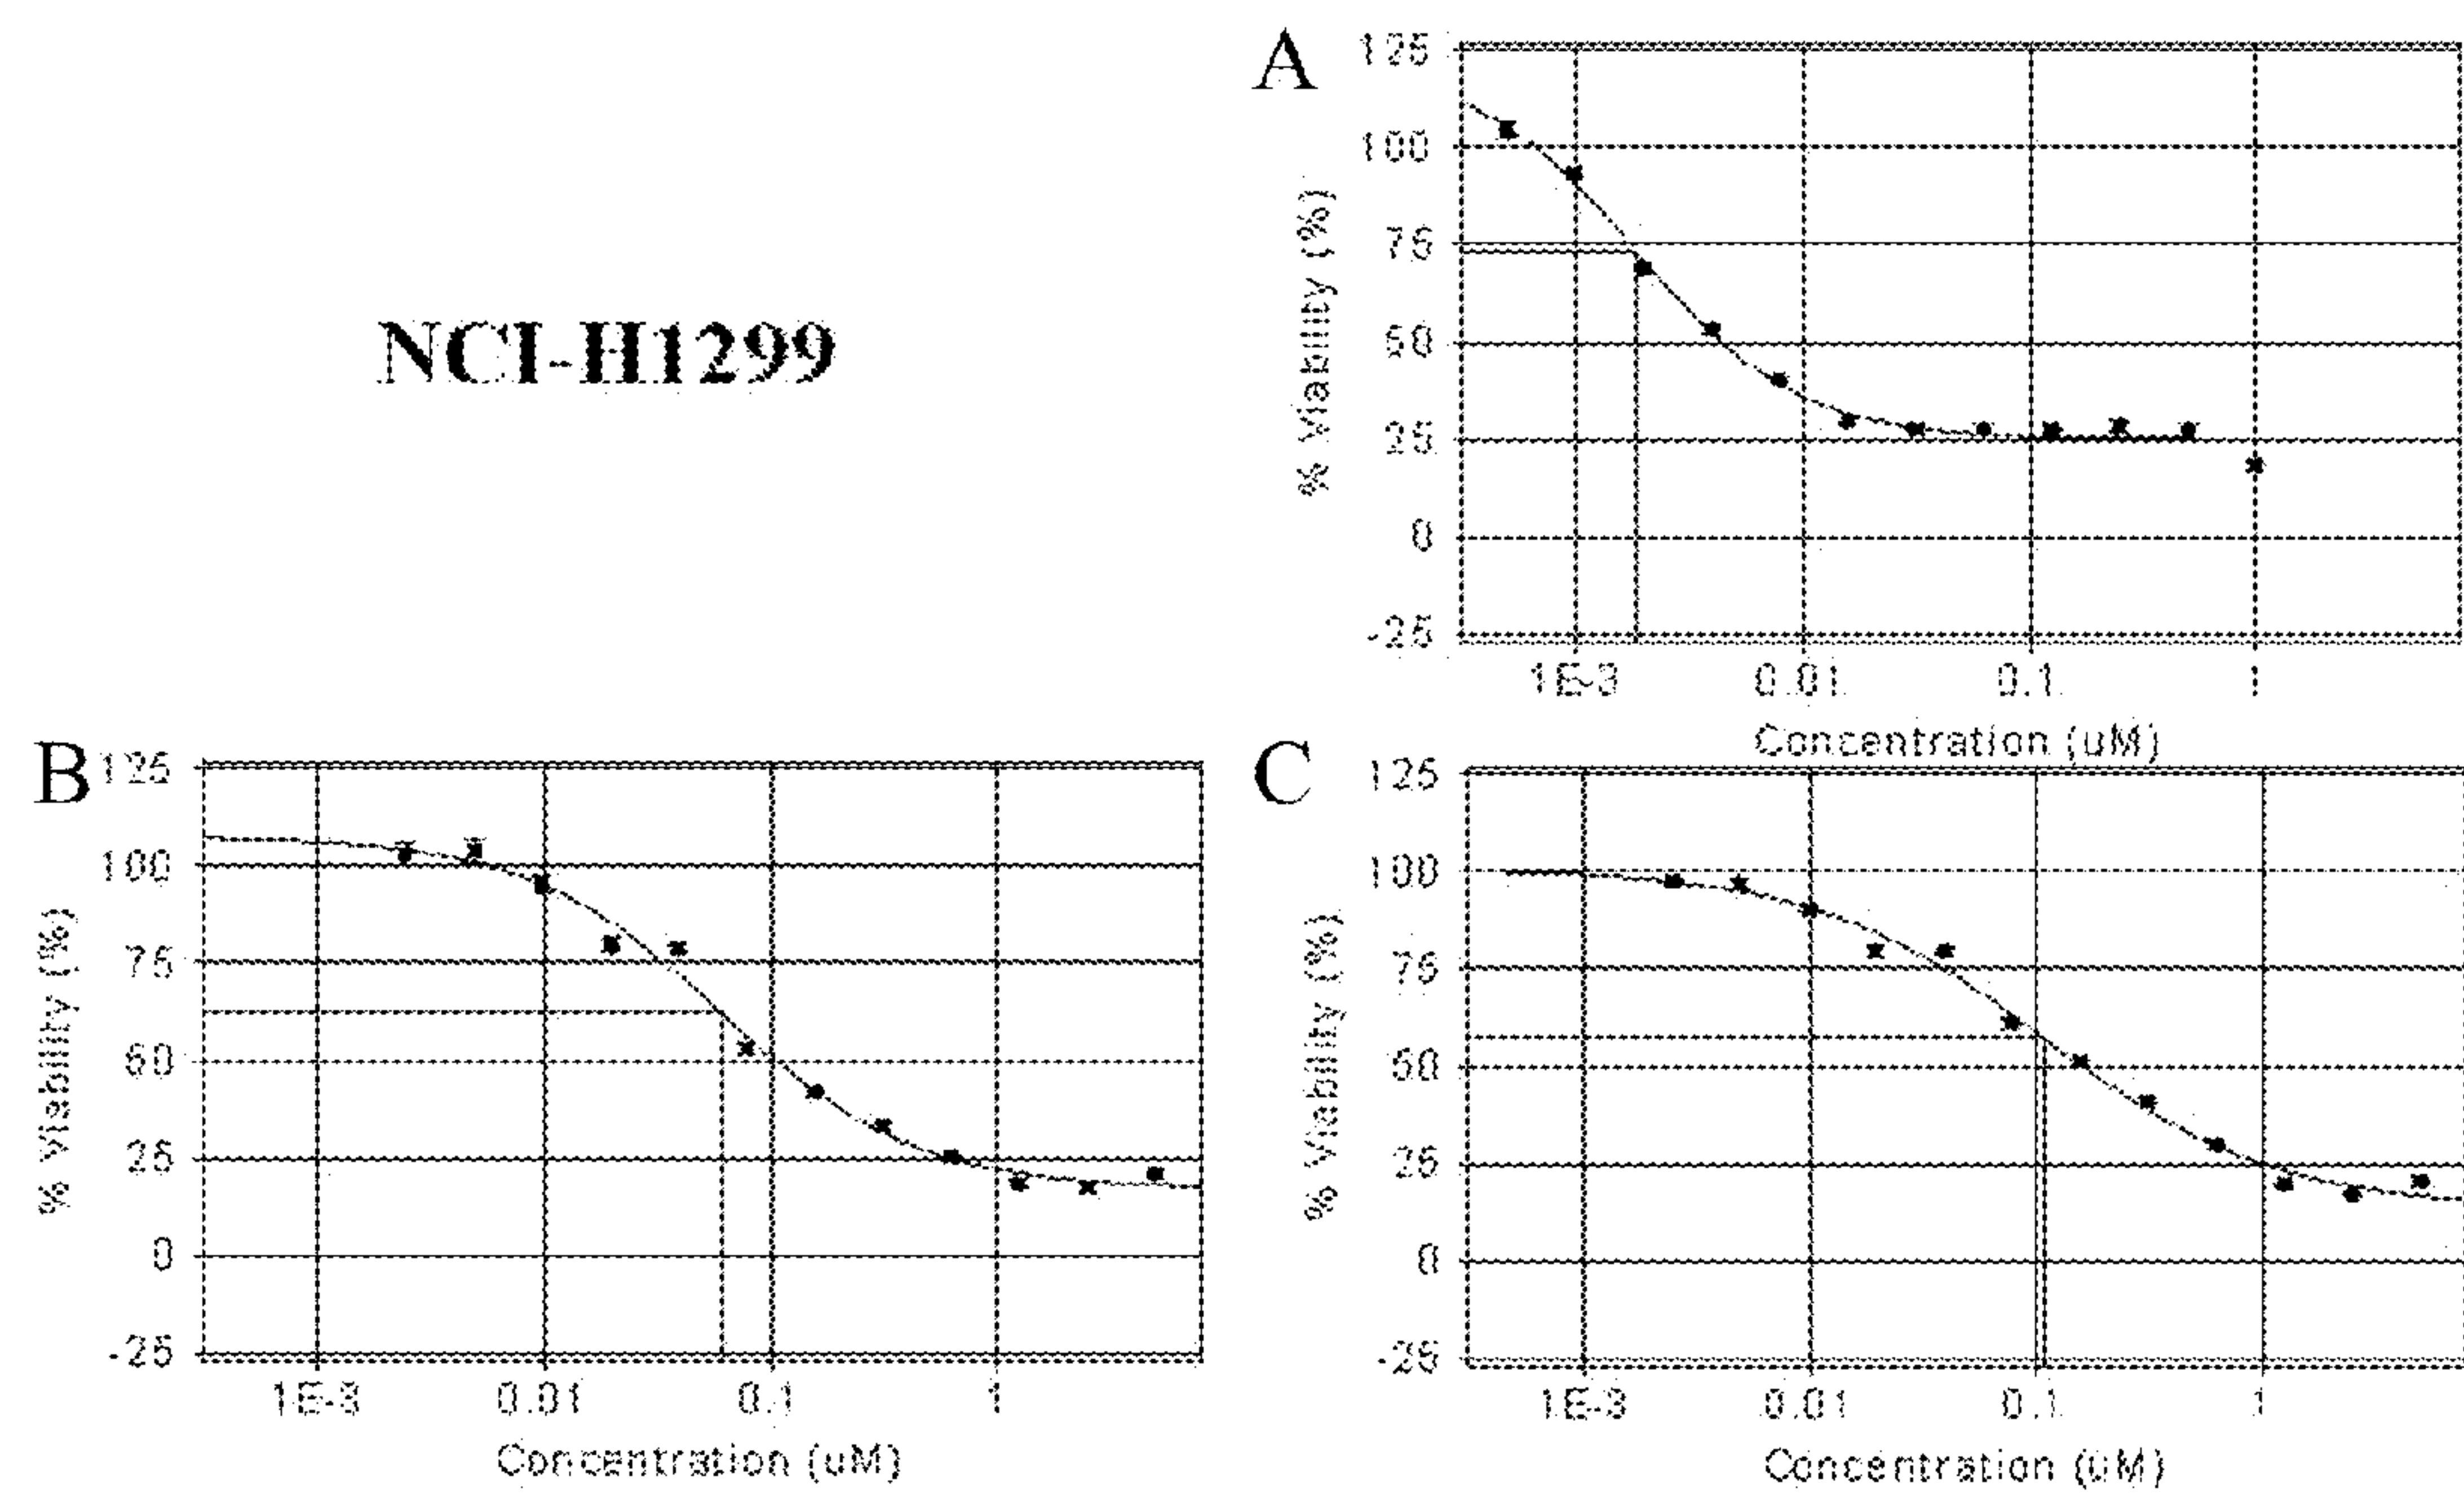 A
125
100
75
50
25
0
-25
% Viability (%)
1E-3 0.01 0.1 1
Concentration (uM)
NCI-H1299
B
125
100
75
50
25
0
-25
% Viability (%)
1E-3 0.01 0.1 1
Concentration (uM)
C
125
100
75
50
25
0
-25
% Viability (%)
1E-3 0.01 0.1 1
Concentration (uM)